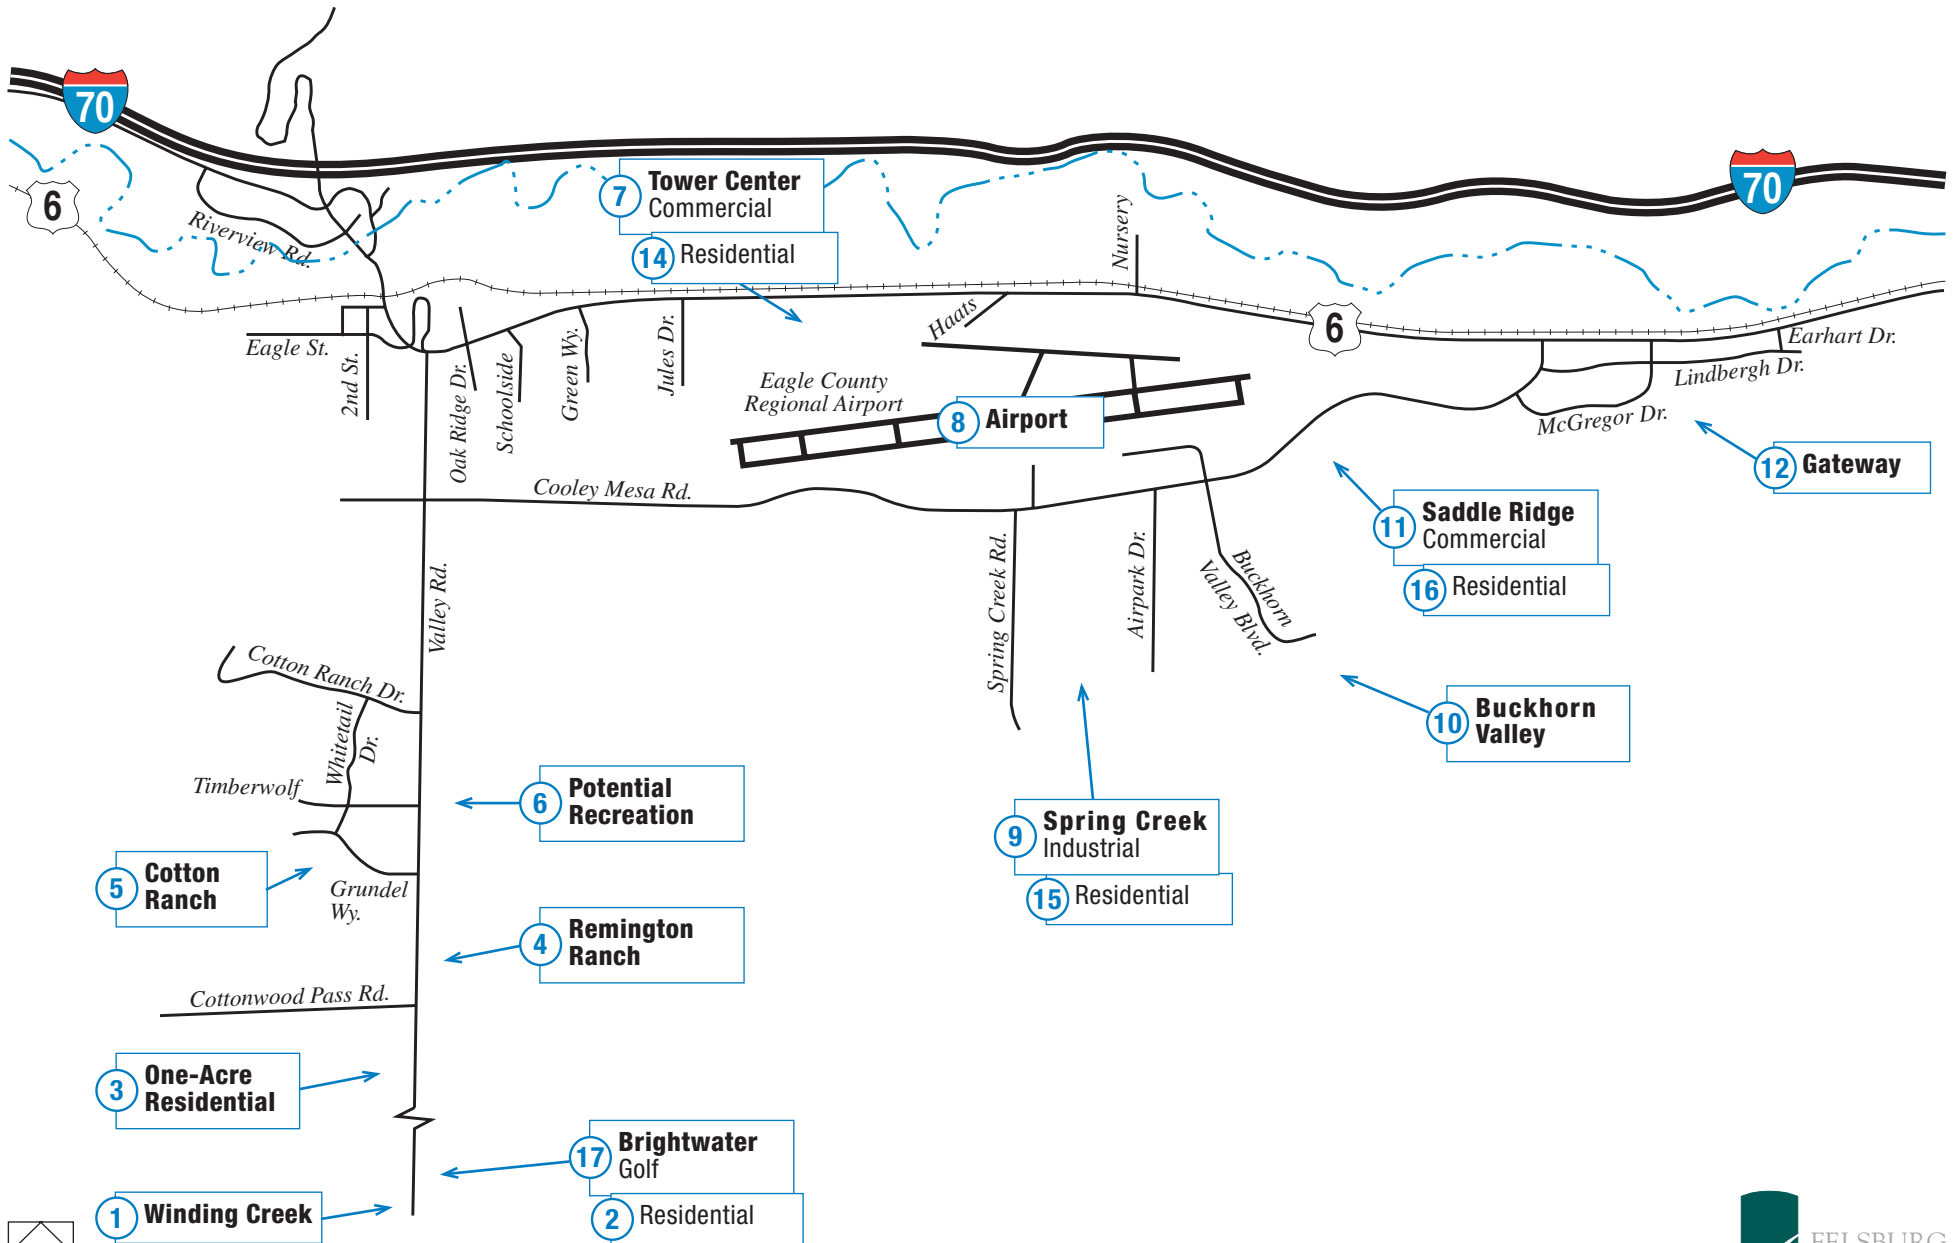 70
70
6
7 Tower Center
Commercial
14 Residential
Riverview Rd.
Nursery
Haats
6
Earhart Dr.
Lindbergh Dr.
McGregor Dr.
Eagle St.
2nd St.
Oak Ridge Dr.
Schoolside
Green Wy.
Jules Dr.
Eagle County
Regional Airport
8 Airport
12 Gateway
Cooley Mesa Rd.
11 Saddle Ridge
Commercial
16 Residential
Valley Rd.
Spring Creek Rd.
Airpark Dr.
Buckhorn
Valley Blvd.
Cotton Ranch Dr.
Whitetail
Dr.
10 Buckhorn
Valley
Timberwolf
6 Potential
Recreation
9 Spring Creek
Industrial
15 Residential
5 Cotton
Ranch
Grundel
Wy.
4 Remington
Ranch
Cottonwood Pass Rd.
3 One-Acre
Residential
17 Brightwater
Golf
2 Residential
1 Winding Creek
FELSBURG